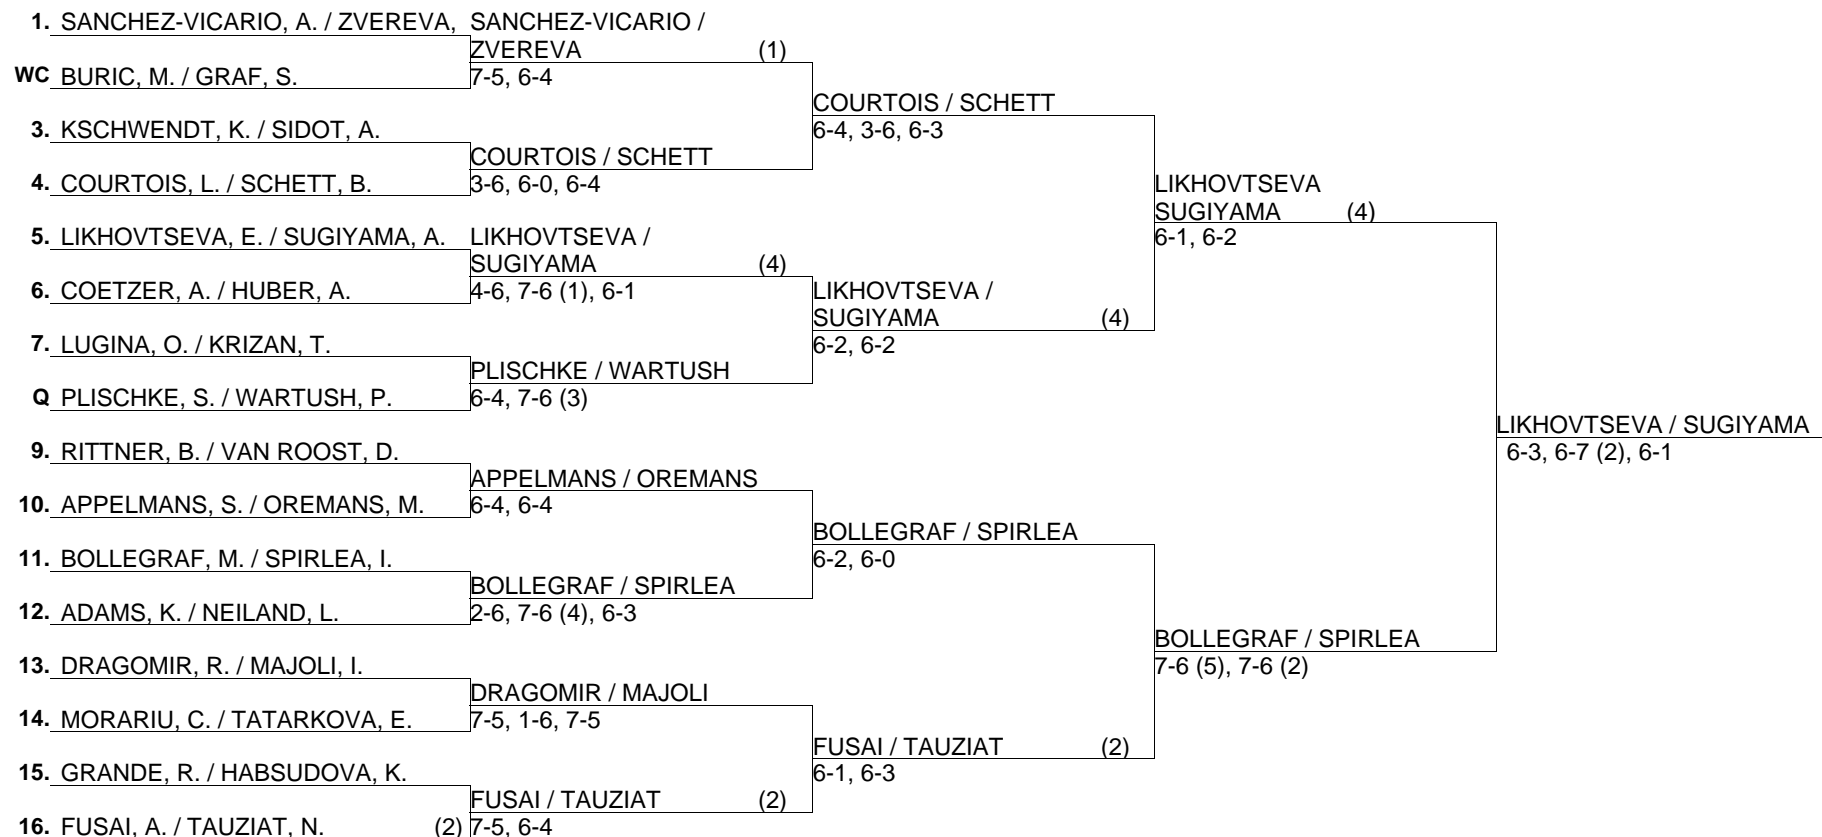 1. SANCHEZ-VICARIO, A. / ZVEREVA,
WC BURIC, M. / GRAF, S.
3. KSCHWENDT, K. / SIDOT, A.
4. COURTOIS, L. / SCHETT, B.
5. LIKHOVTSEVA, E. / SUGIYAMA, A.
6. COETZER, A. / HUBER, A.
7. LUGINA, O. / KRIZAN, T.
Q PLISCHKE, S. / WARTUSH, P.
9. RITTNER, B. / VAN ROOST, D.
10. APPELMANS, S. / OREMANS, M.
11. BOLLEGRAF, M. / SPIRLEA, I.
12. ADAMS, K. / NEILAND, L.
13. DRAGOMIR, R. / MAJOLI, I.
14. MORARIU, C. / TATARKOVA, E.
15. GRANDE, R. / HABSUDOVA, K.
16. FUSAI, A. / TAUZIAT, N. (2)
SANCHEZ-VICARIO /
ZVEREVA (1)
7-5, 6-4
COURTOIS / SCHETT
3-6, 6-0, 6-4
LIKHOVTSEVA /
SUGIYAMA (4)
4-6, 7-6 (1), 6-1
PLISCHKE / WARTUSH
6-4, 7-6 (3)
APPELMANS / OREMANS
6-4, 6-4
BOLLEGRAF / SPIRLEA
2-6, 7-6 (4), 6-3
DRAGOMIR / MAJOLI
7-5, 1-6, 7-5
FUSAI / TAUZIAT (2)
7-5, 6-4
COURTOIS / SCHETT
6-4, 3-6, 6-3
LIKHOVTSEVA /
SUGIYAMA (4)
6-2, 6-2
BOLLEGRAF / SPIRLEA
6-2, 6-0
FUSAI / TAUZIAT (2)
6-1, 6-3
LIKHOVTSEVA
SUGIYAMA (4)
6-1, 6-2
BOLLEGRAF / SPIRLEA
7-6 (5), 7-6 (2)
LIKHOVTSEVA / SUGIYAMA
6-3, 6-7 (2), 6-1